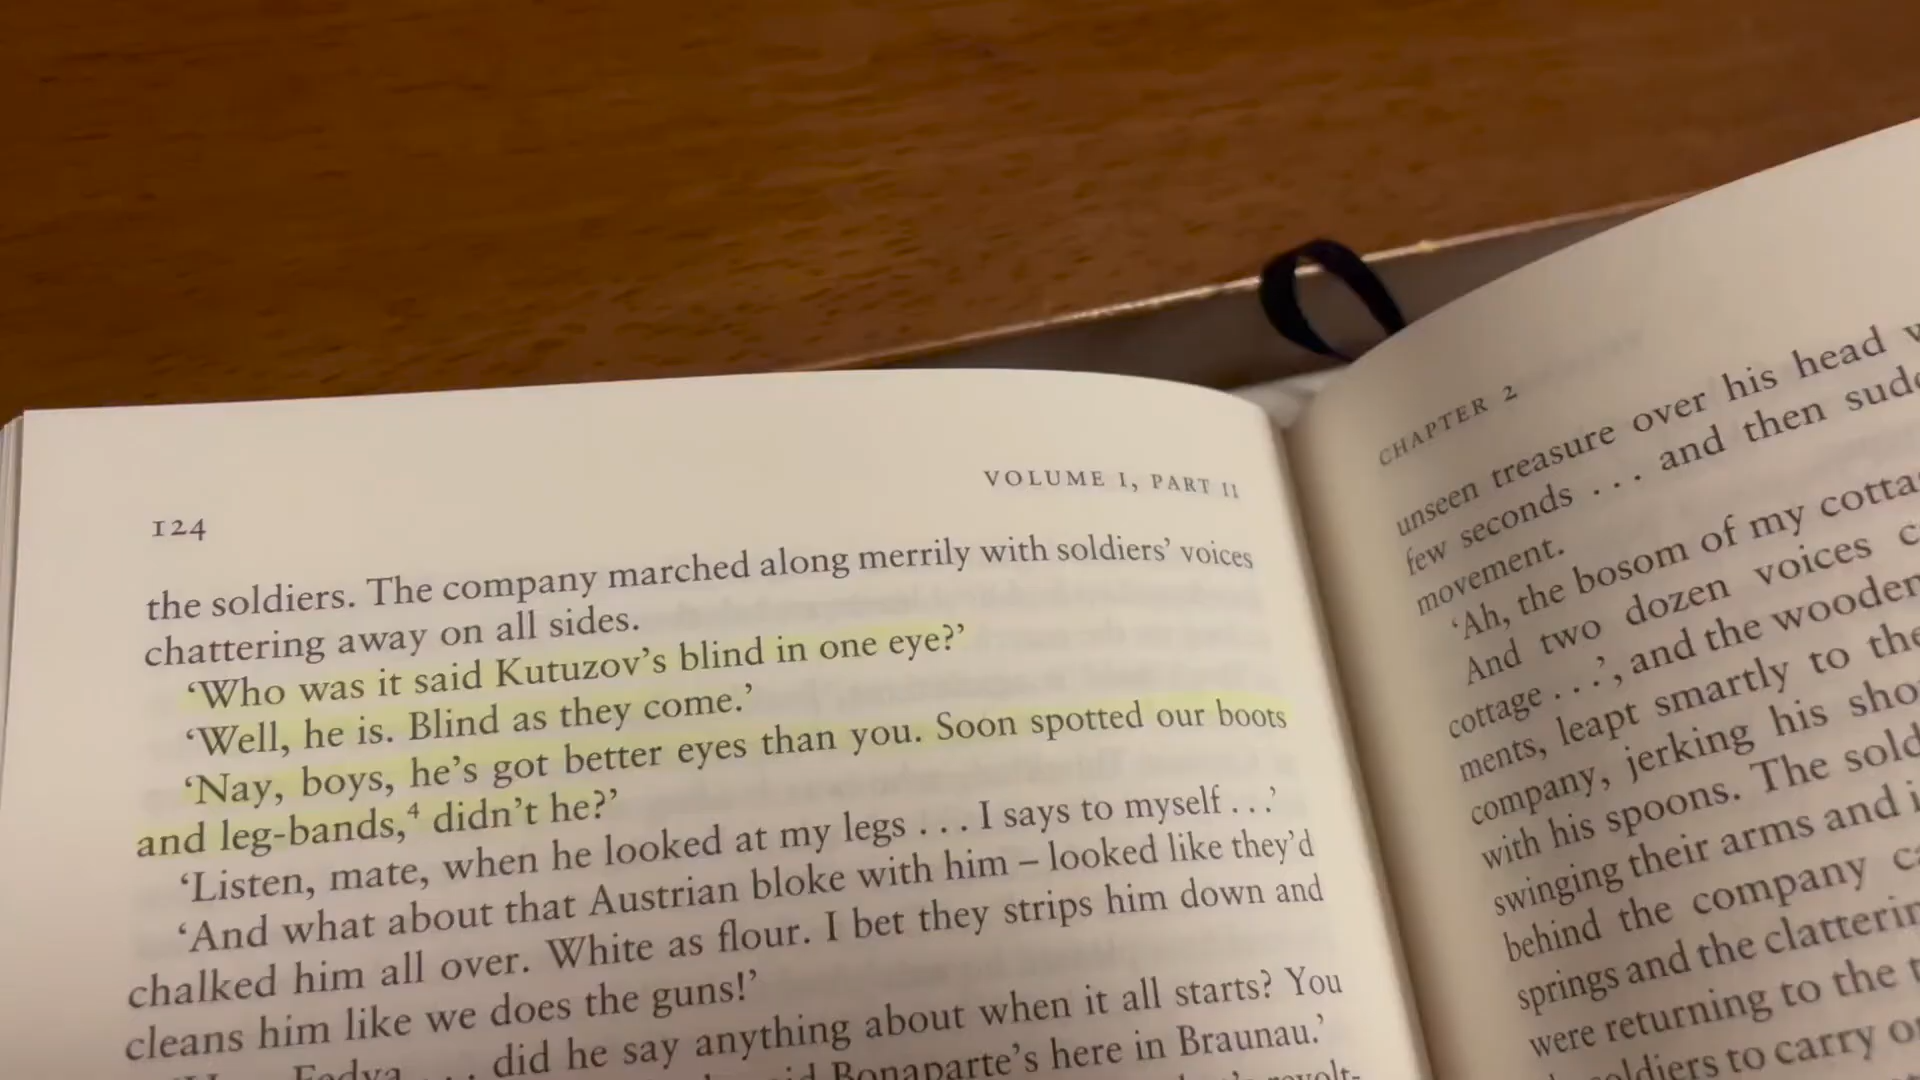 124
VOLUME I, PART II
the soldiers. The company marched along merrily with soldiers' voices
chattering away on all sides.
'Who was it said Kutuzov's blind in one eye?'
'Well, he is. Blind as they come.'
'Nay, boys, he's got better eyes than you. Soon spotted our boots
and leg-bands,⁴ didn't he?'
'Listen, mate, when he looked at my legs . . . I says to myself . . .'
'And what about that Austrian bloke with him – looked like they'd
chalked him all over. White as flour. I bet they strips him down and
cleans him like we does the guns!'
Fedya . . . did he say anything about when it all starts? You
Bonaparte's here in Braunau.'
CHAPTER 2
unseen treasure over his head
few seconds . . . and then
movement.
'Ah, the bosom of my
And two dozen voices
cottage . . .', and the wooden
ments, leapt smartly to
company, jerking his
with his spoons. The
swinging their arms and
behind the company
springs and the
were returning to the
to carry